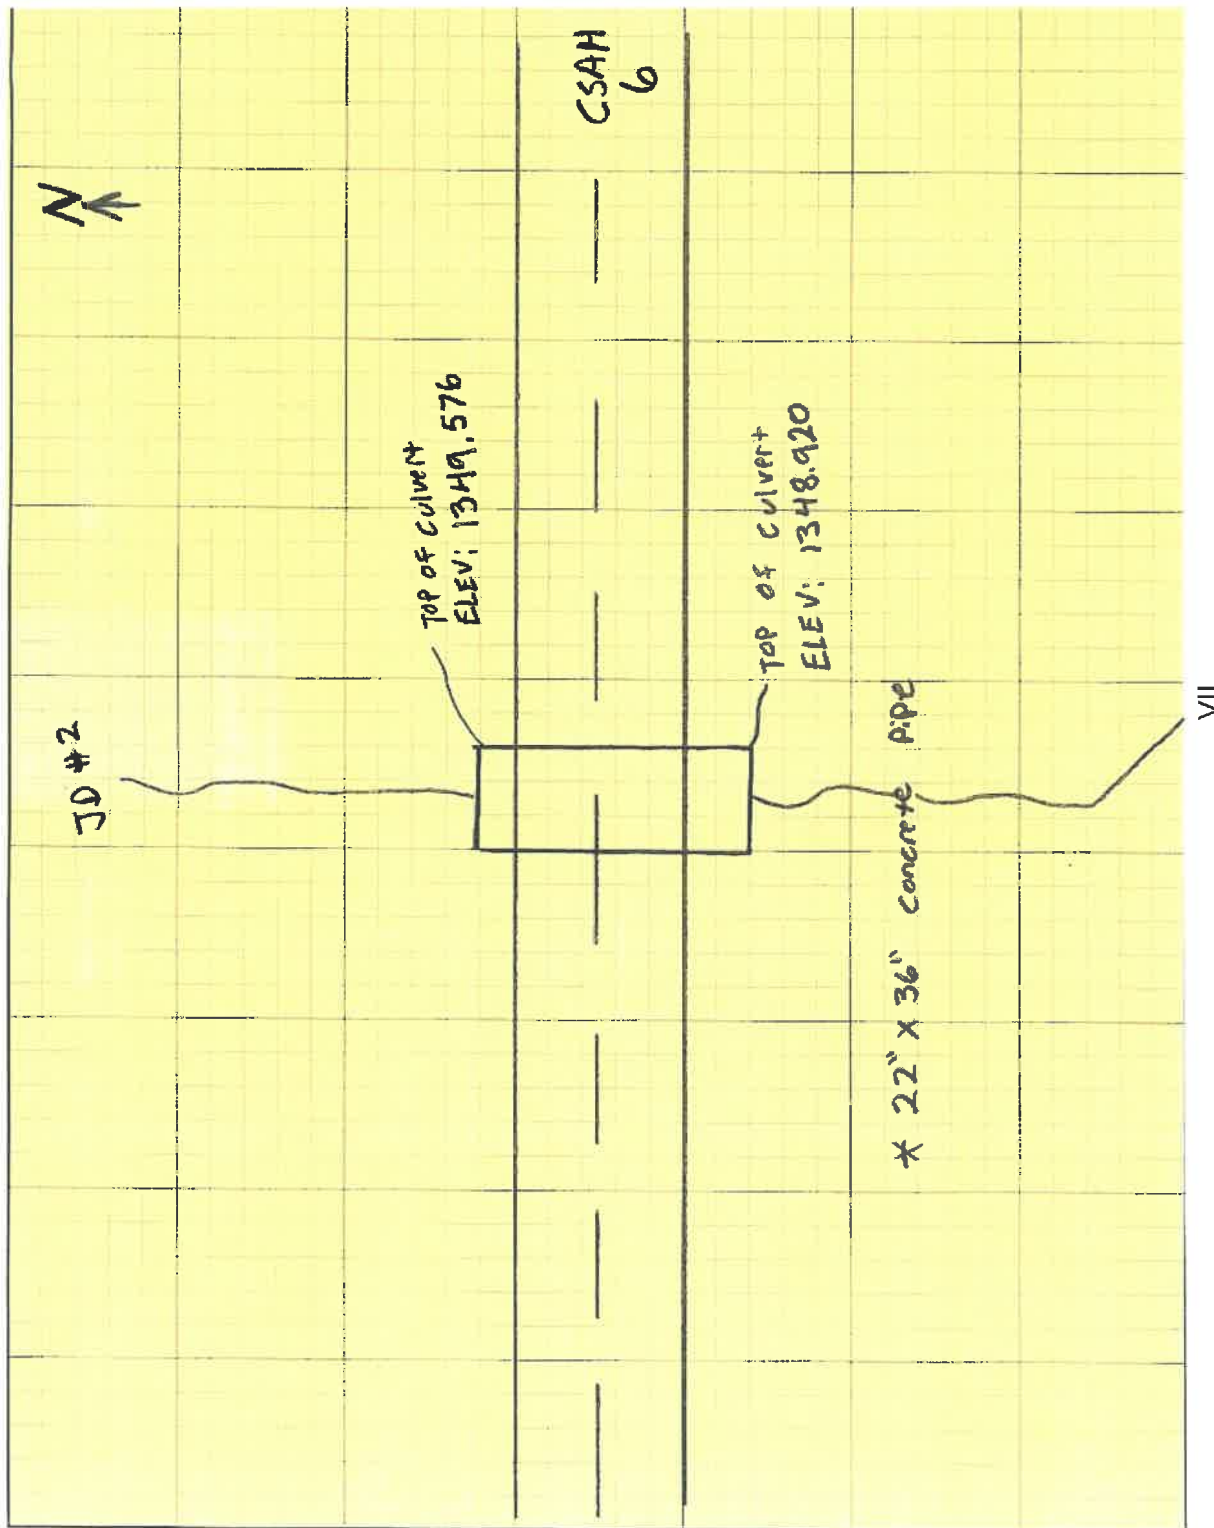 N
JD #2
CSAH
6
TOP OF Culvert
ELEV: 1349.576
TOP OF Culvert
ELEV: 1348.920
* 22" x 36" concrete pipe
VII